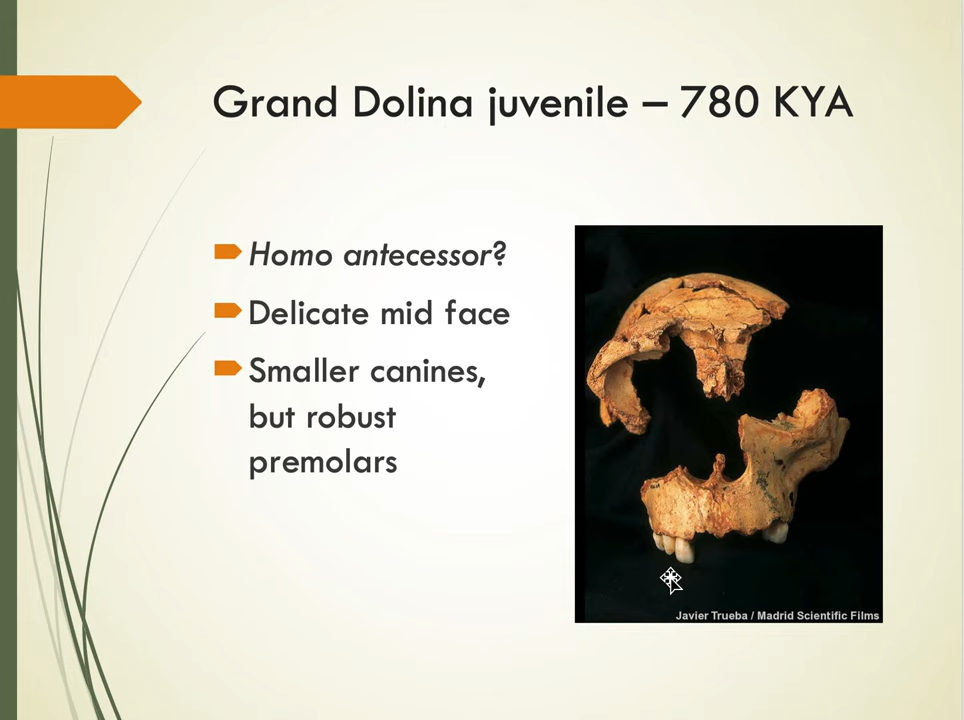 Grand Dolina juvenile – 780 KYA
Homo antecessor?
Delicate mid face
Smaller canines,
but robust
premolars
Javier Trueba / Madrid Scientific Films